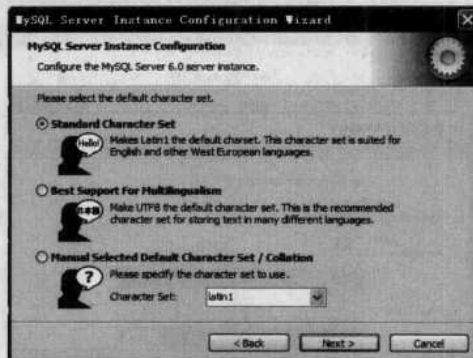 MySQL Server Instance Configuration Wizard
MySQL Server Instance Configuration
Configure the MySQL Server 6.0 server instance.
Please select the default character set.
Standard Character Set
Hello!
Makes Latin1 the default charset. This character set is suited for
English and other West European languages.
Best Support For Multilingualism
日本語
Make UTF8 the default character set. This is the recommended
character set for storing text in many different languages.
Manual Selected Default Character Set / Collation
?
Please specify the character set to use.
Character Set:
latin1
< Back
Next >
Cancel